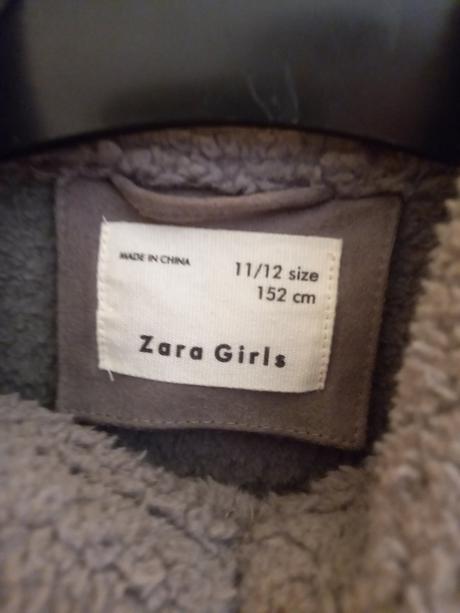 MADE IN CHINA
11/12 size
152 cm
Zara Girls